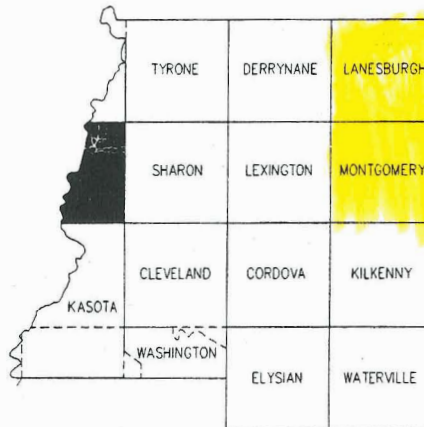 TYRONE DERRYNANE LANESBURGH
SHARON LEXINGTON MONTGOMERY
CLEVELAND CORDOVA KILKENNY
KASOTA
WASHINGTON
ELYSIAN WATERVILLE